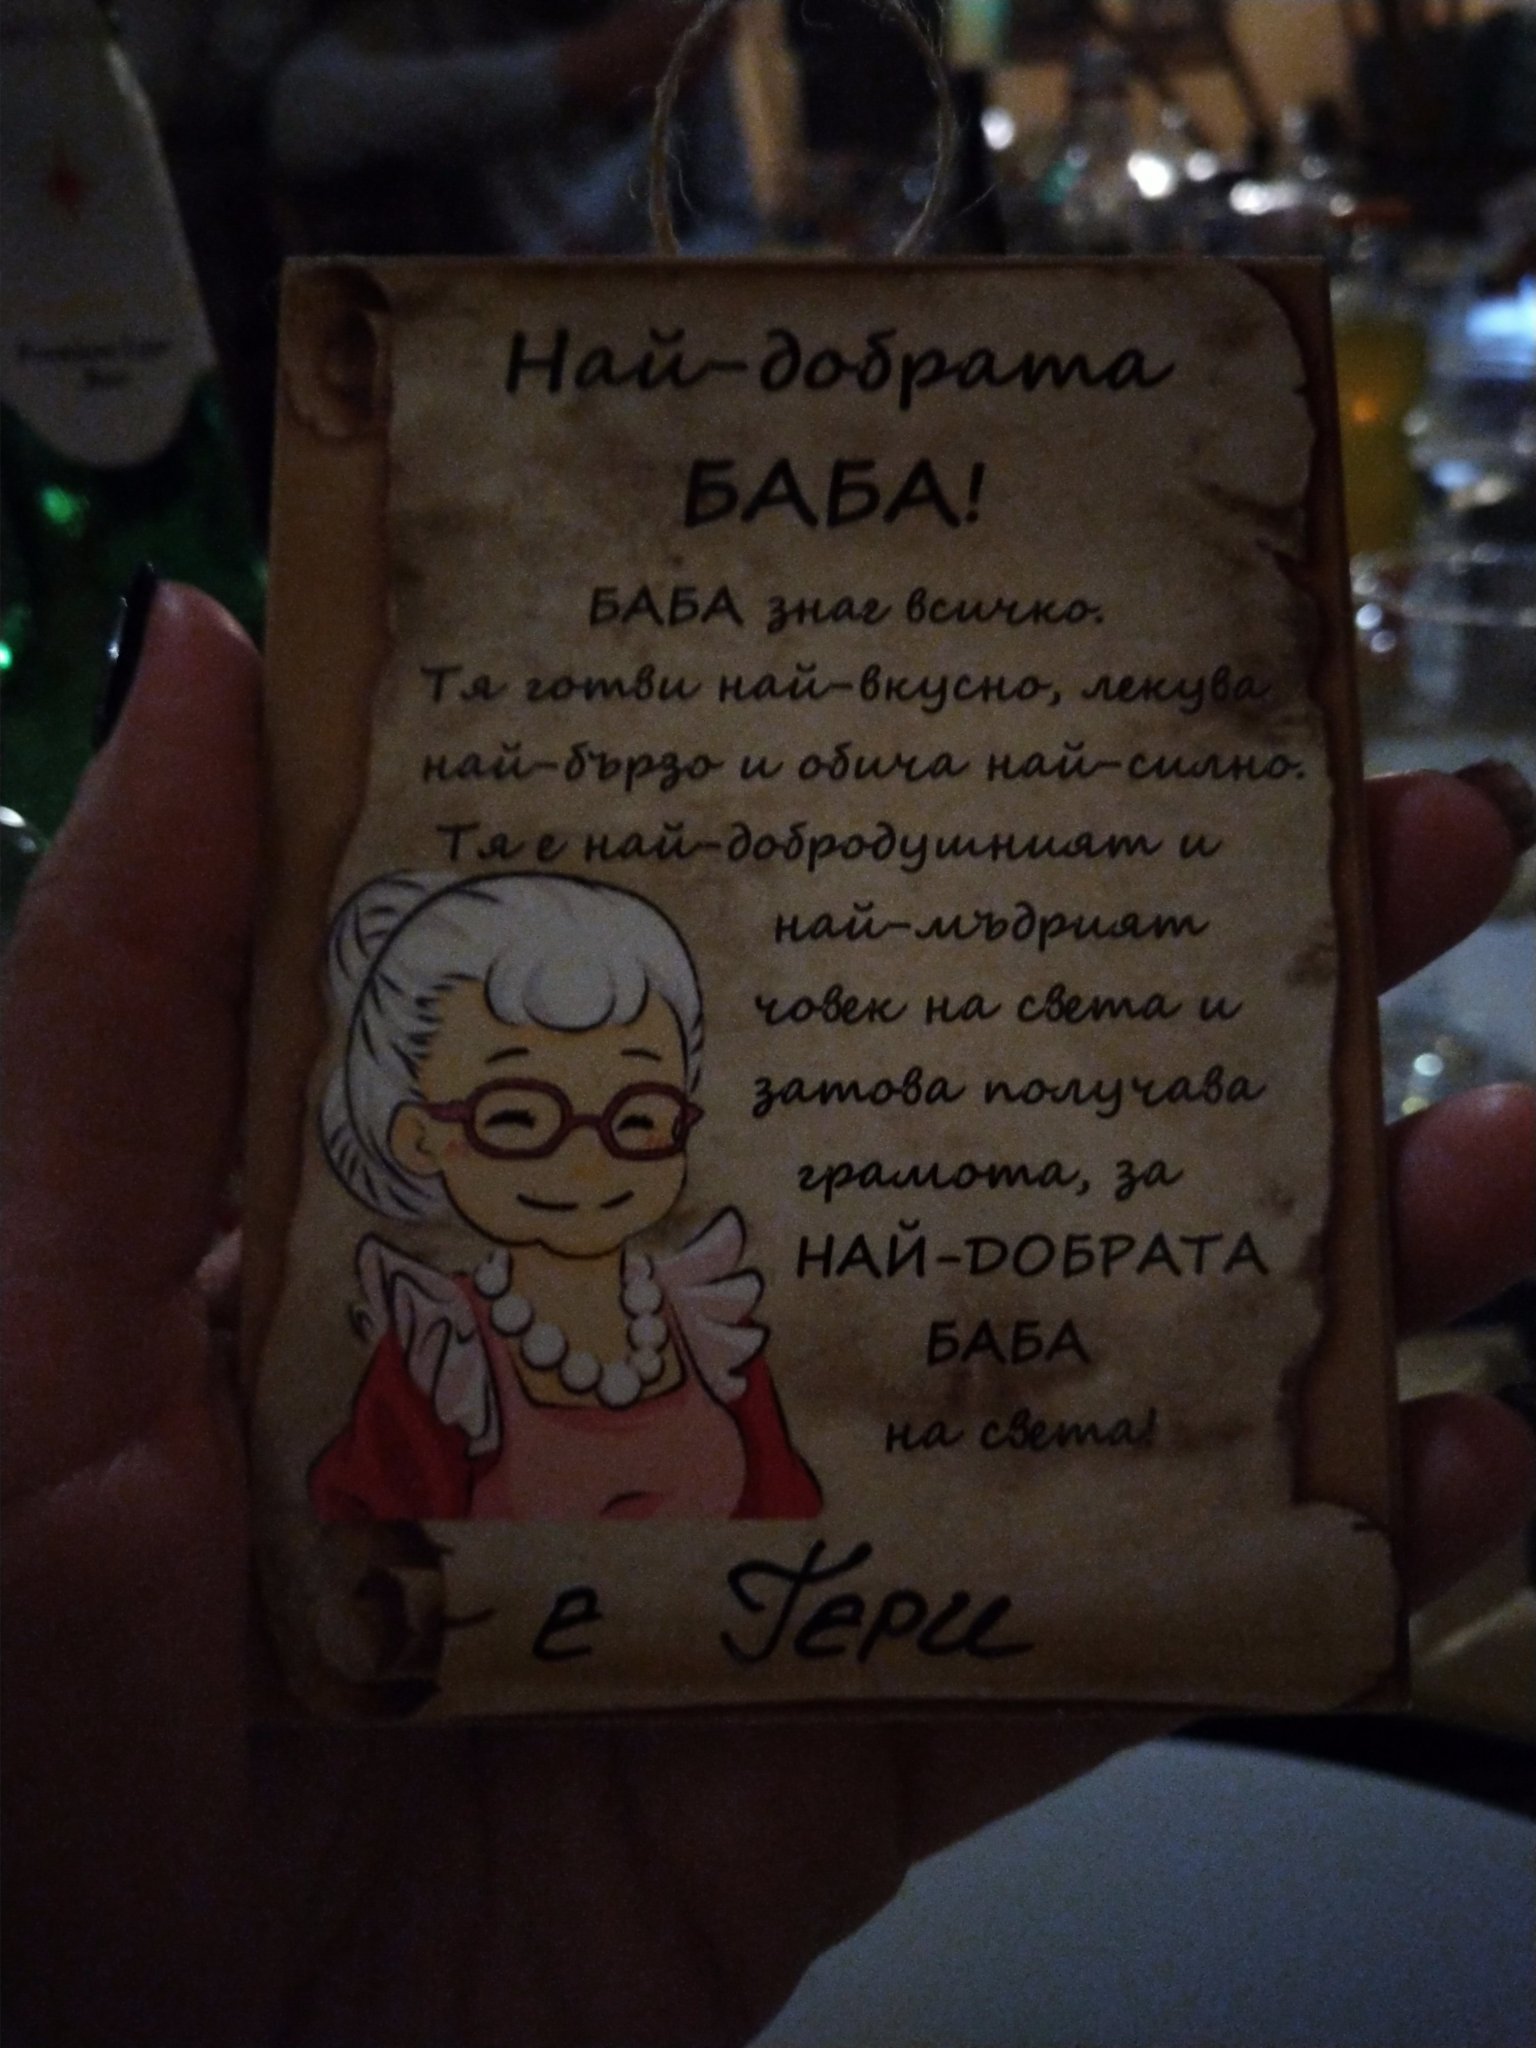 Най-добрата
БАБА!
БАБА знае всичко.
Тя готви най-вкусно, лекува
най-бързо и обича най-силно.
Тя е най-добродушният и
най-мъдрият
човек на света и
затова получава
грамота, за
НАЙ-ДОБРАТА
БАБА
на света!
- е Гери